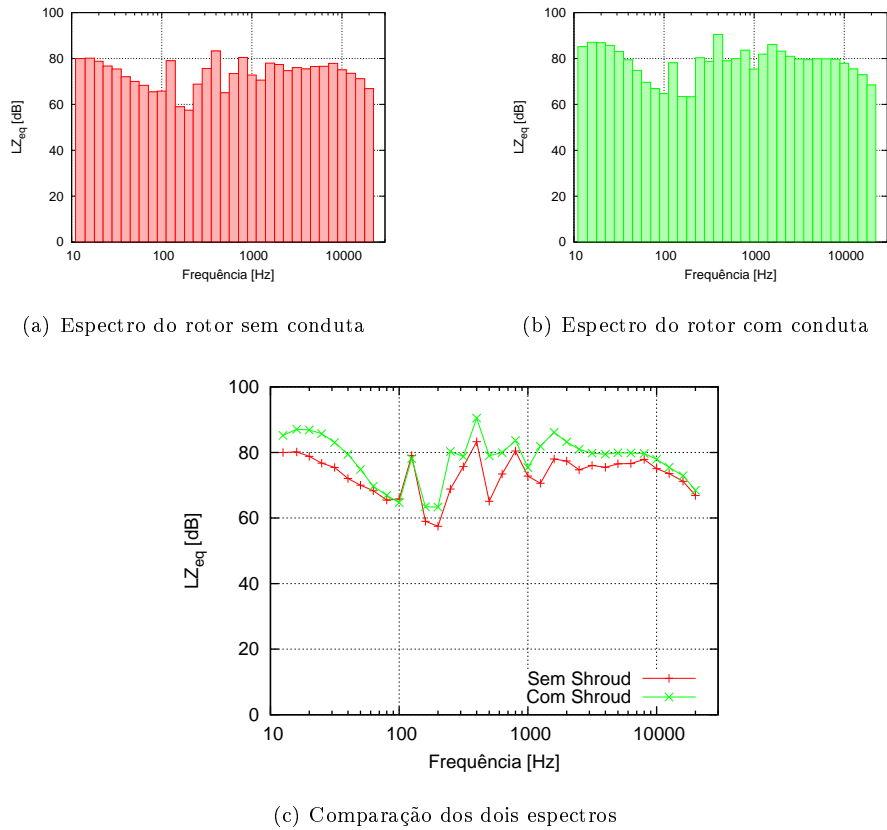 100
80
60
40
20
0
LZeq [dB]
10
100
1000
10000
Frequência [Hz]
(a) Espectro do rotor sem conduta
100
80
60
40
20
0
LZeq [dB]
10
100
1000
10000
Frequência [Hz]
(b) Espectro do rotor com conduta
100
80
60
40
20
0
LZeq [dB]
Sem Shroud
Com Shroud
10
100
1000
10000
Frequência [Hz]
(c) Comparação dos dois espectros